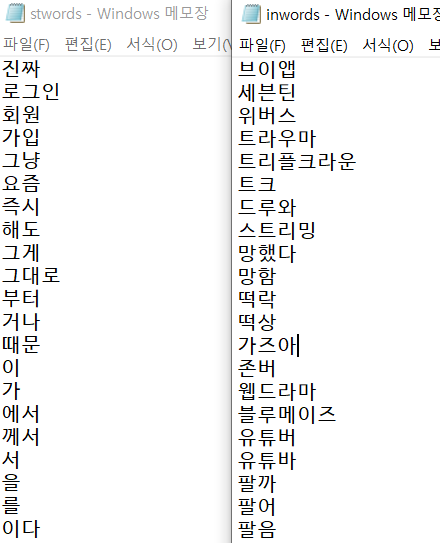 stwords - Windows 메모장
파일(F) 편집(E) 서식(O) 보기(V
진짜
로그인
회원
가입
그냥
요즘
즉시
해도
그게
그대로
부터
거나
때문
이
가
에서
께서
서
을
를
이다
inwords - Windows 메모장
파일(F) 편집(E) 서식(O) 보
브이앱
세븐틴
위버스
트라우마
트리플크라운
트크
드루와
스트리밍
망했다
망함
떡락
떡상
가즈아
존버
웹드라마
블루메이즈
유튜버
유튜바
팔까
팔어
팔음